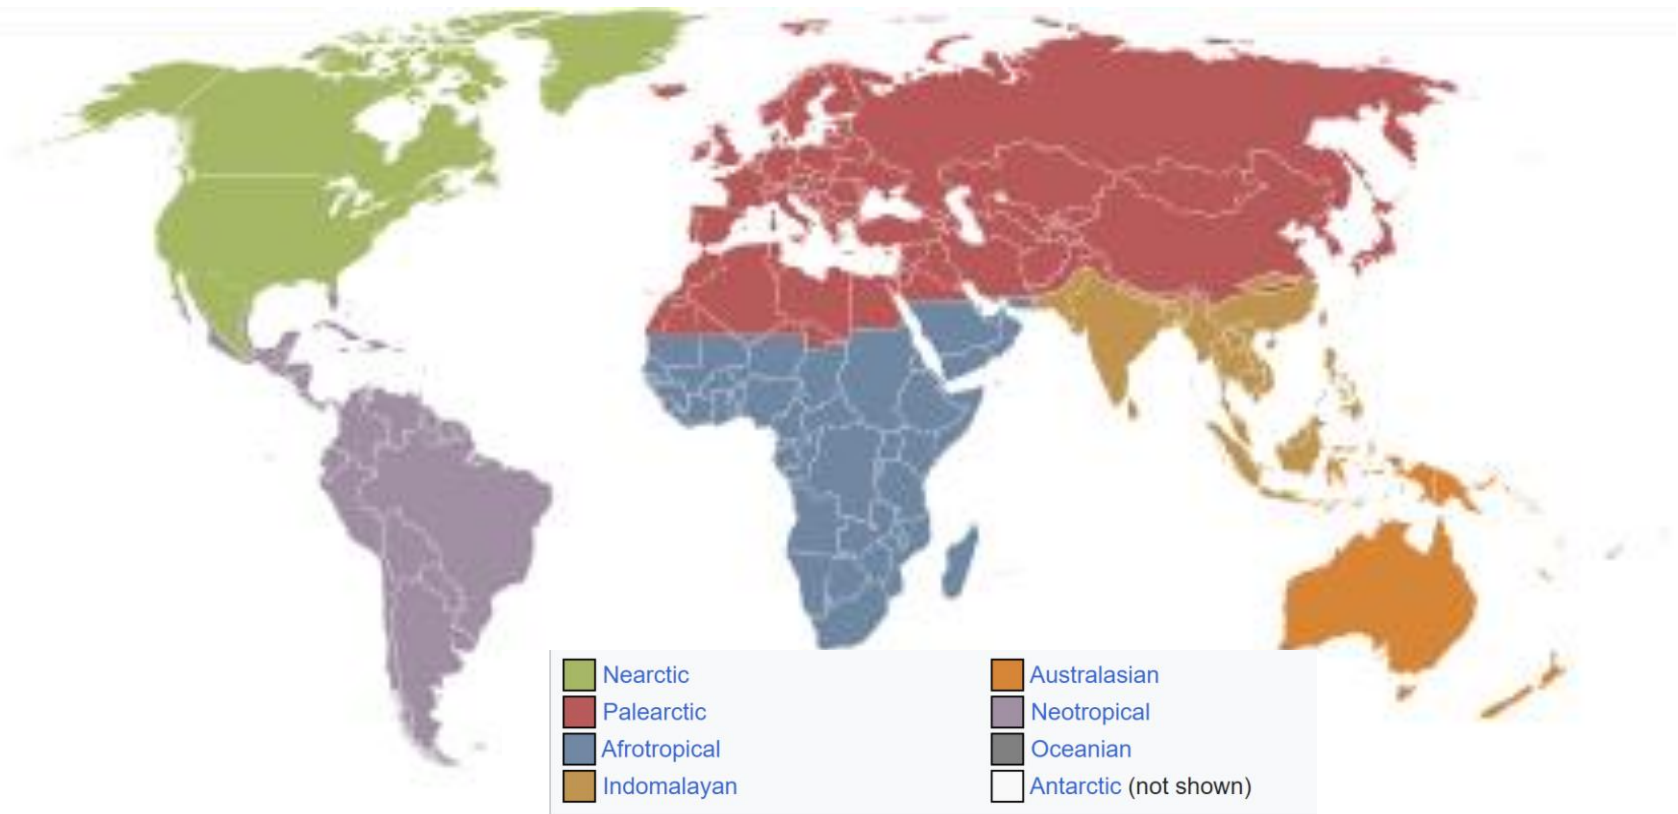 Nearctic
Palearctic
Afrotropical
Indomalayan
Australasian
Neotropical
Oceanian
Antarctic (not shown)